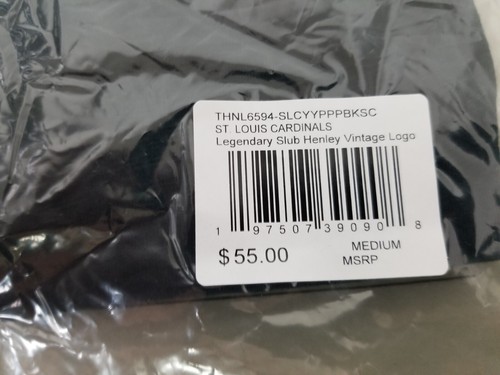 THNL6594-SLCYYPPPBKSC
ST LOUIS CARDINALS
Legendary Slub Henley Vintage Logo
1 97507 39090 8
$55.00
MEDIUM
MSRP